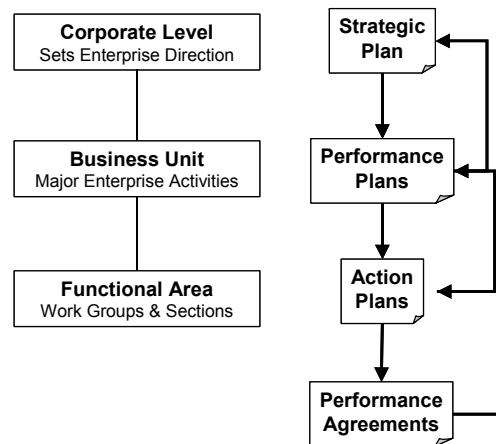 Corporate Level
Sets Enterprise Direction
Business Unit
Major Enterprise Activities
Functional Area
Work Groups & Sections
Strategic
Plan
Performance
Plans
Action
Plans
Performance
Agreements